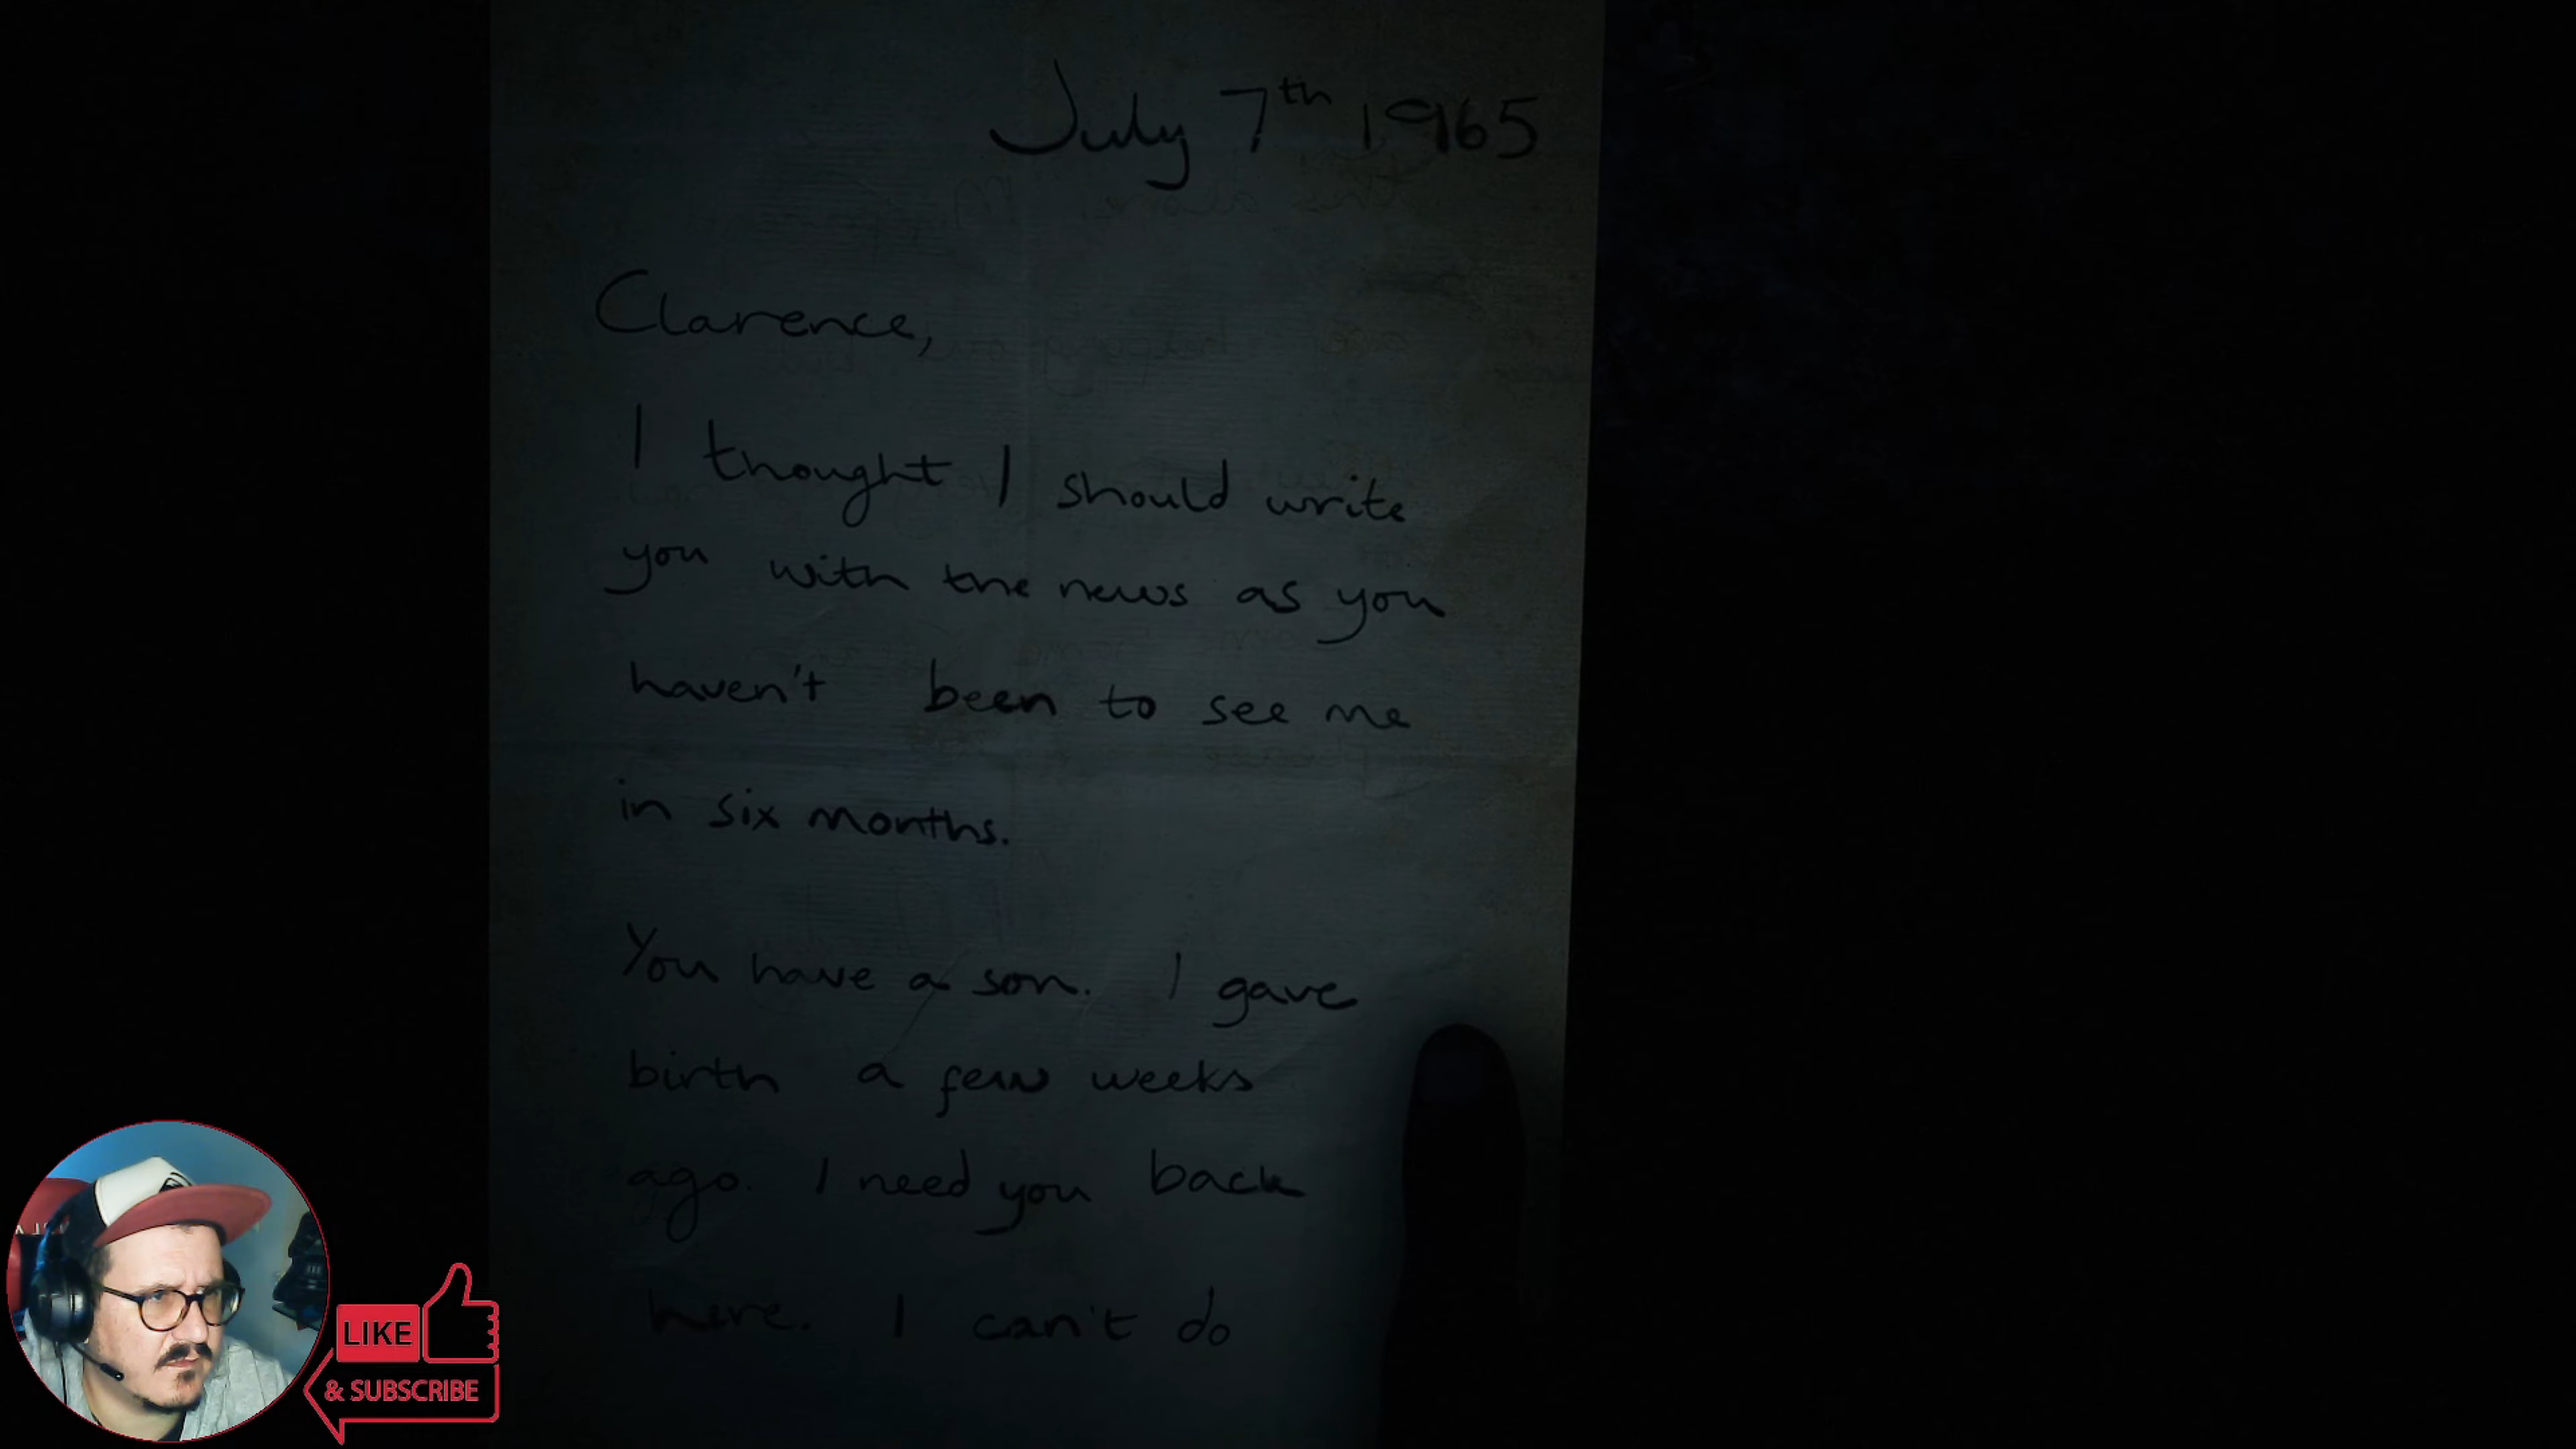 July 7th 1965
Clarence,
I thought I should write
you with the news as you
haven't been to see me
in six months.
You have a son. I gave
birth a few weeks
ago. I need you back
here. I can't do
LIKE
& SUBSCRIBE